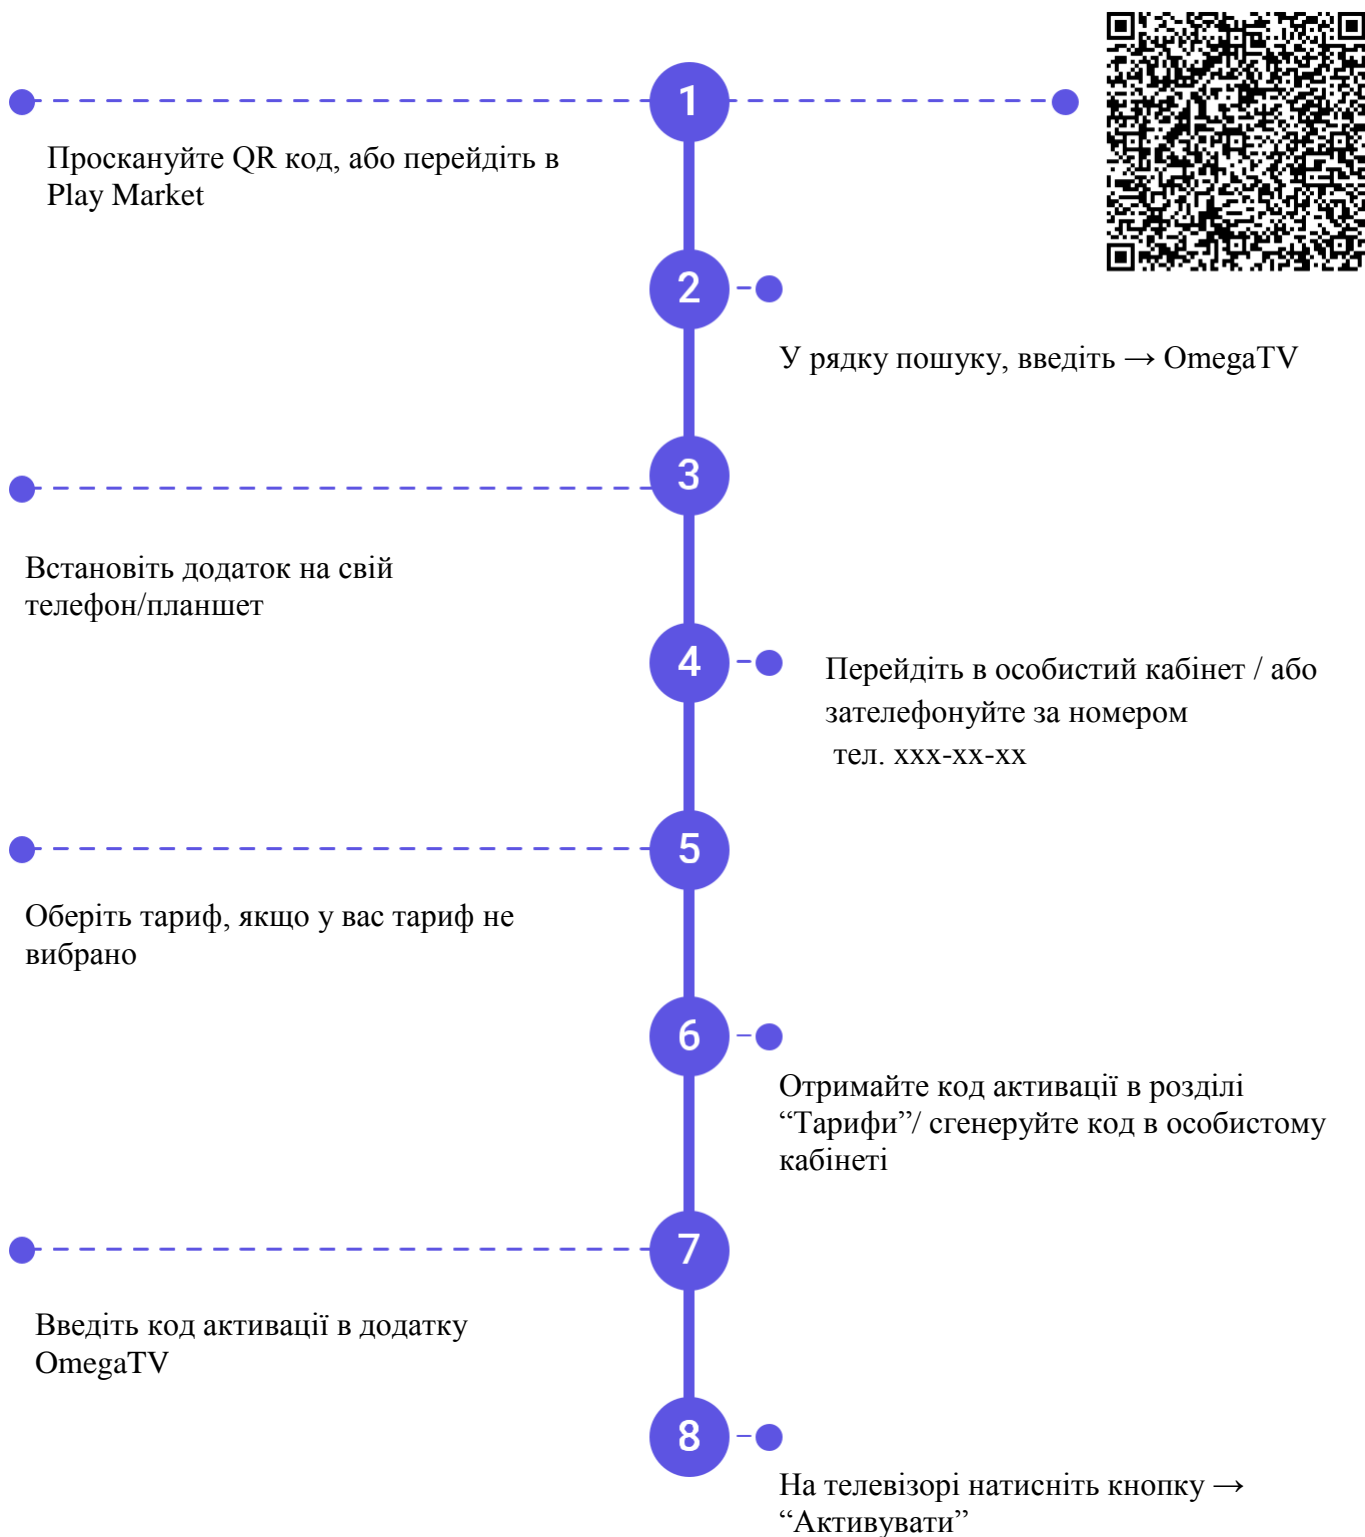 1
Проскануйте QR код, або перейдіть в
Play Market
2
У рядку пошуку, введіть → OmegaTV
3
Встановіть додаток на свій
телефон/планшет
4
Перейдіть в особистий кабінет / або
зателефонуйте за номером
тел. xxx-xx-xx
5
Оберіть тариф, якщо у вас тариф не
вибрано
6
Отримайте код активації в розділі
“Тарифи”/ сгенеруйте код в особистому
кабінеті
7
Введіть код активації в додатку
OmegaTV
8
На телевізорі натисніть кнопку →
“Активувати”